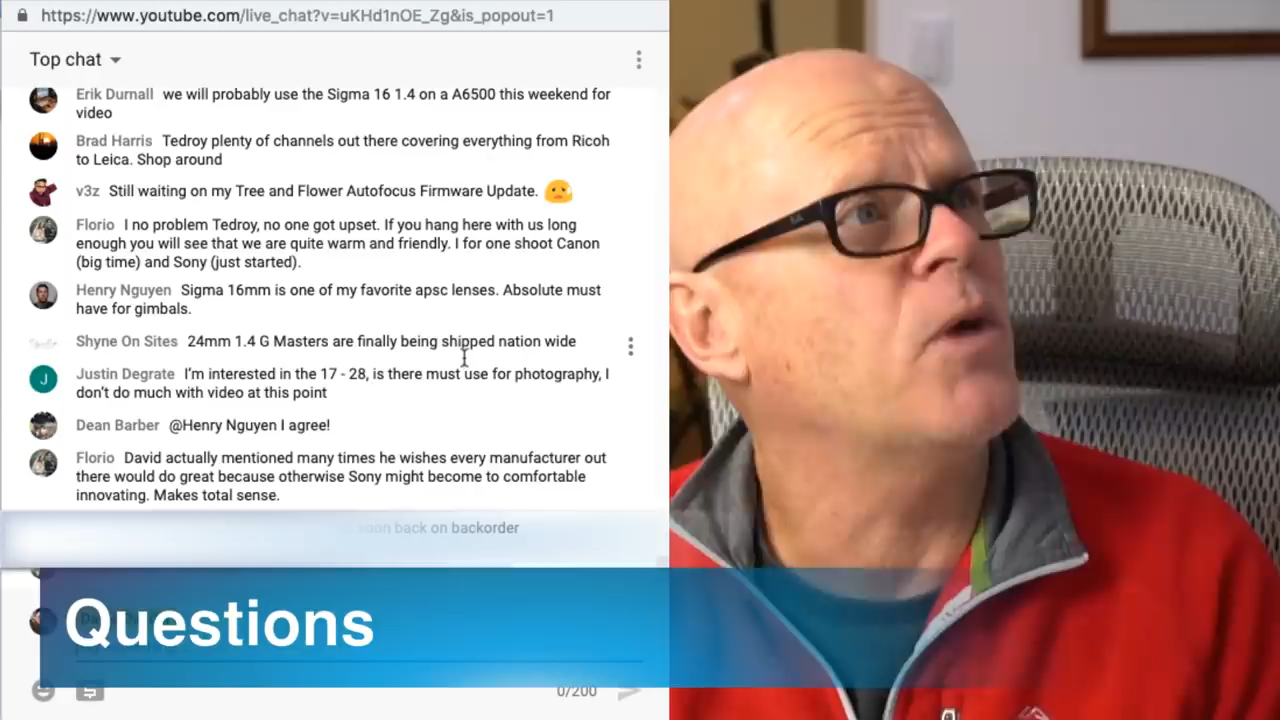 https://www.youtube.com/live_chat?v=uKHd1nOE_Zg&is_popout=1
Top chat
Erik Durnall we will probably use the Sigma 16 1.4 on a A6500 this weekend for
video
Brad Harris Tedroy plenty of channels out there covering everything from Ricoh
to Leica. Shop around
v3z Still waiting on my Tree and Flower Autofocus Firmware Update.
Florio I no problem Tedroy, no one got upset. If you hang here with us long
enough you will see that we are quite warm and friendly. I for one shoot Canon
(big time) and Sony (just started).
Henry Nguyen Sigma 16mm is one of my favorite apsc lenses. Absolute must
have for gimbals.
Shyne On Sites 24mm 1.4 G Masters are finally being shipped nation wide
J
Justin Degrate I'm interested in the 17 - 28, is there must use for photography, I
don't do much with video at this point
Dean Barber @Henry Nguyen I agree!
Florio David actually mentioned many times he wishes every manufacturer out
there would do great because otherwise Sony might become to comfortable
innovating. Makes total sense.
soon back on backorder
Questions
0/200